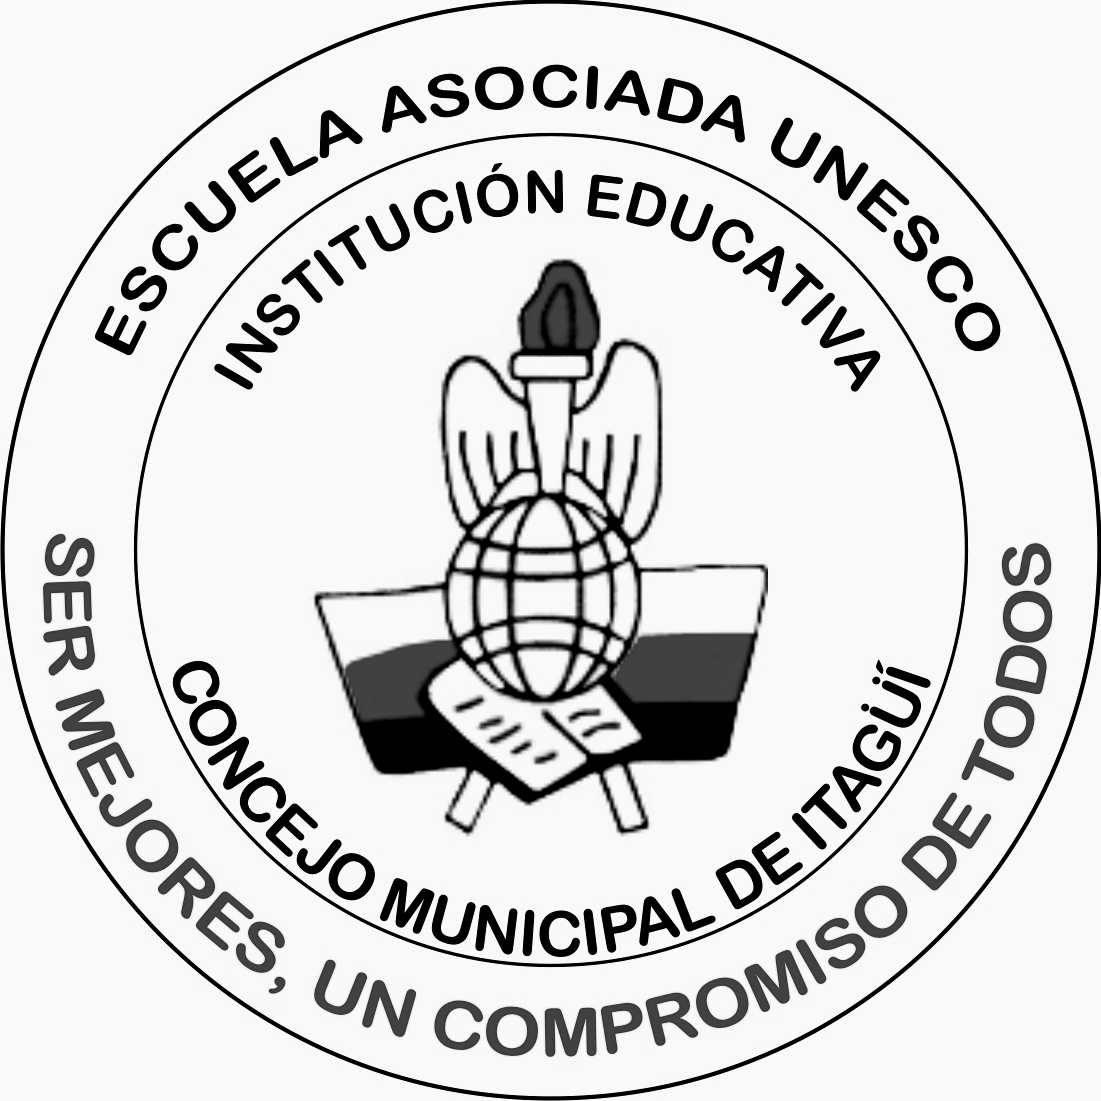 ESCUELA ASOCIADA UNESCO
INSTITUCIÓN EDUCATIVA
CONCEJO MUNICIPAL DE ITAGÜÍ
SER MEJORES, UN COMPROMISO DE TODOS